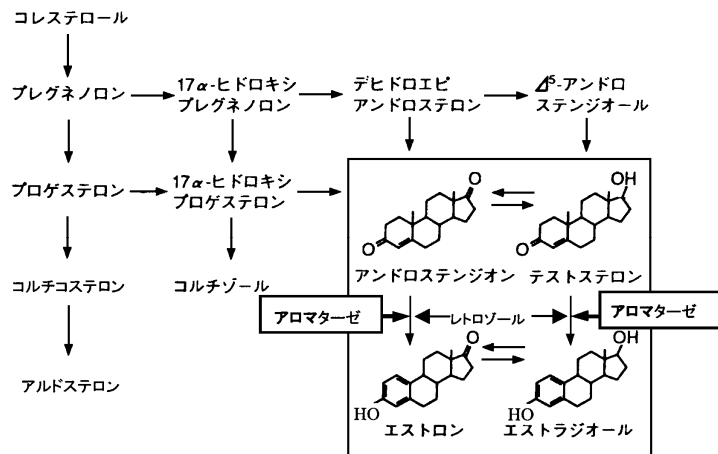 コレステロール
プレグネノロン
17α-ヒドロキシ
プレグネノロン
デヒドロエピ
アンドロステロン
Δ⁵-アンドロ
ステンジオール
プロゲステロン
17α-ヒドロキシ
プロゲステロン
O
OH
O
O
アンドロステンジオン
テストステロン
コルチコステロン
コルチゾール
アロマターゼ
レトロゾール
アロマターゼ
O
OH
HO
HO
エストロン
エストラジオール
アルドステロン